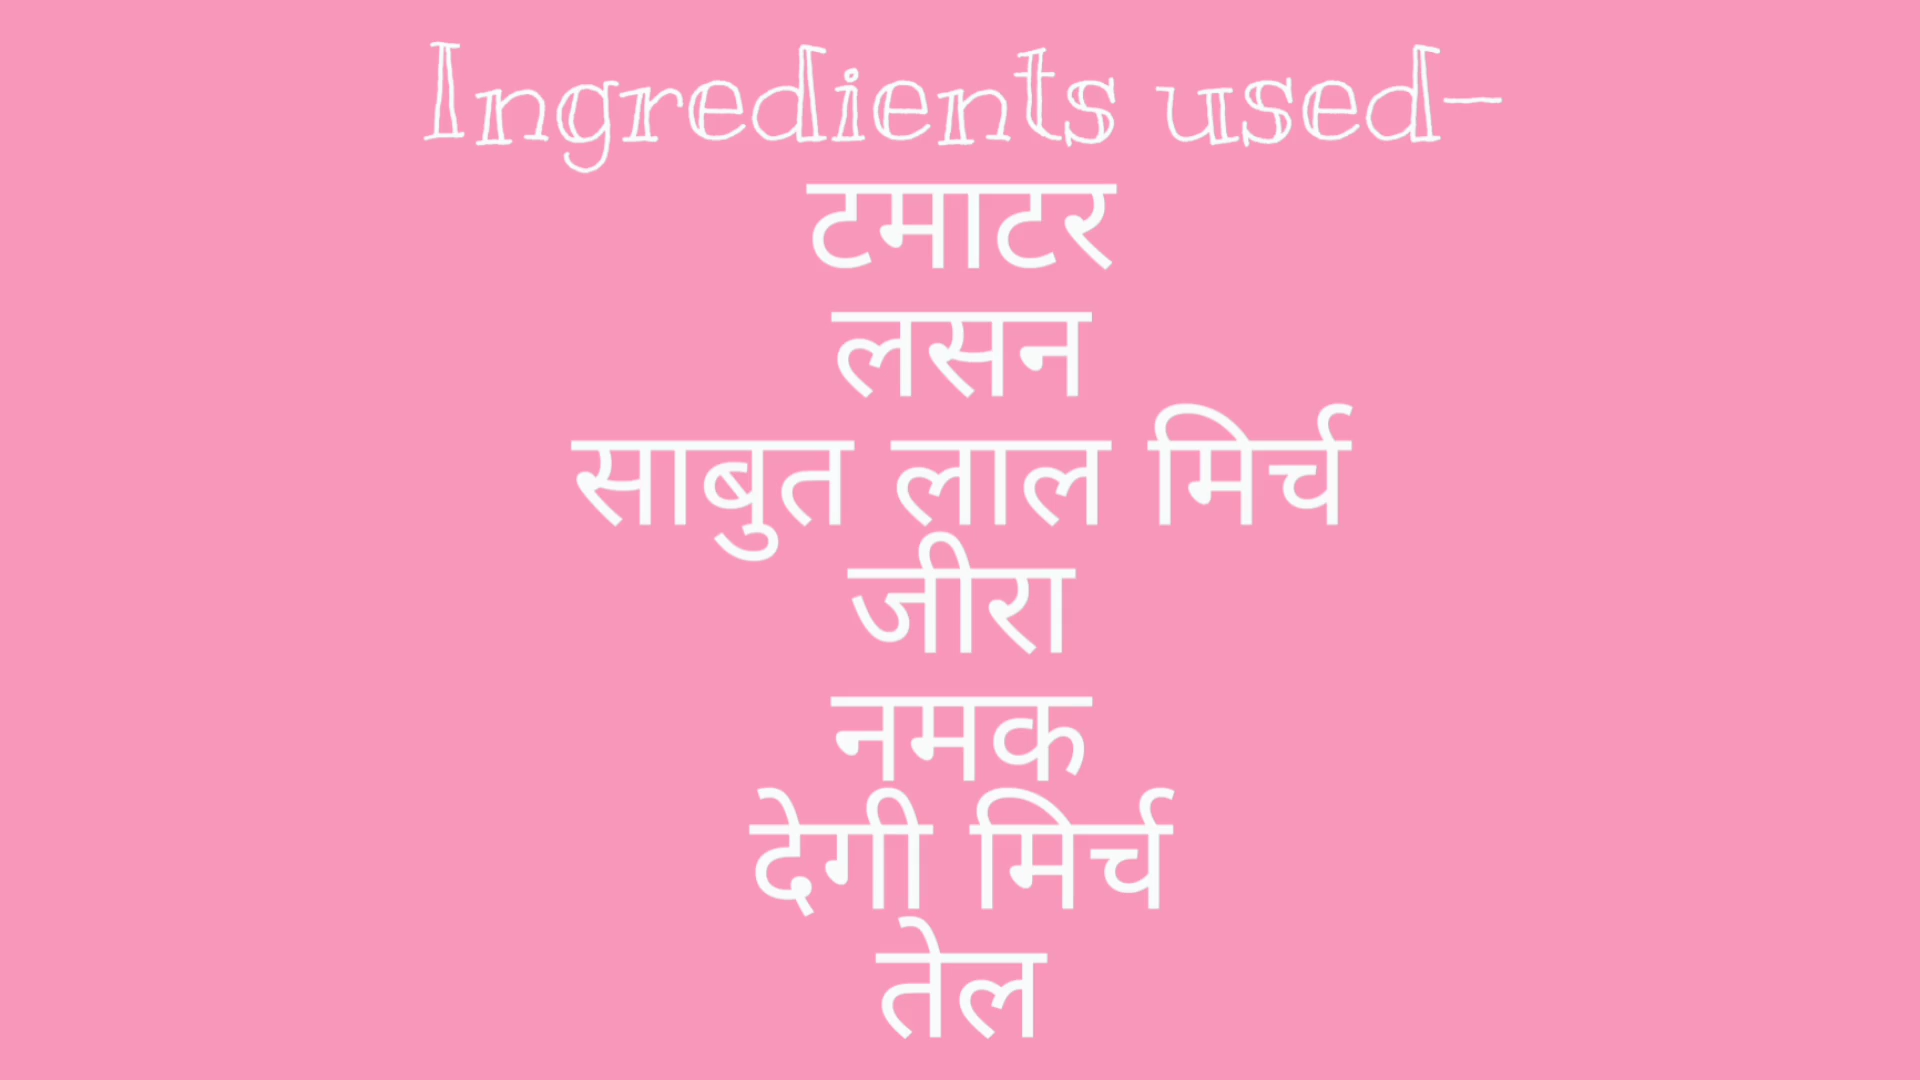 Ingredients used-
टमाटर
लसन
साबुत लाल मिर्च
जीरा
नमक
देगी मिर्च
तेल